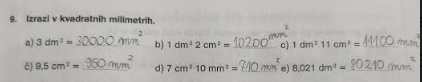 9. Izrazi v kvadratnih milimetrih.
a) 3 dm² = 30000 mm² b) 1 dm² 2 cm² = 10200 mm² c) 1 dm² 11 cm² = 11100 mm²
č) 9,5 cm² = 950 mm² d) 7 cm² 10 mm² = 710 mm² e) 8,021 dm² = 80210 mm²